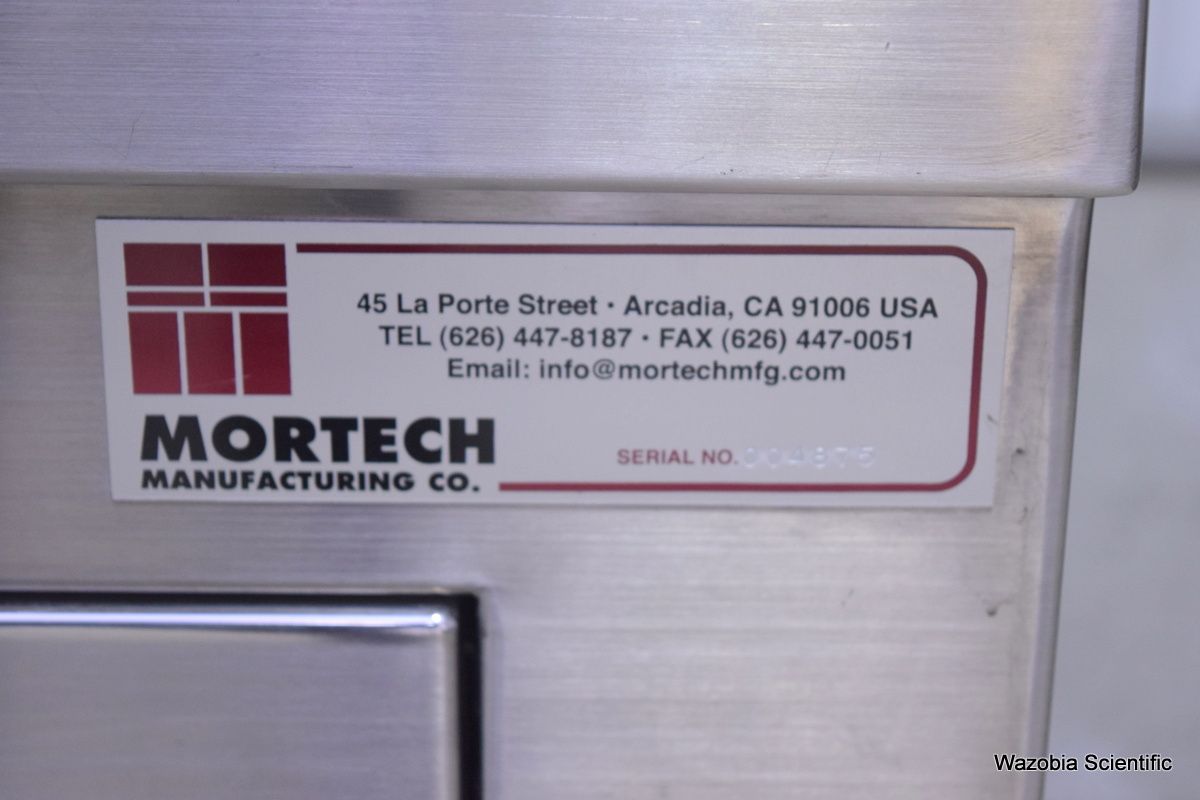 45 La Porte Street · Arcadia, CA 91006 USA
TEL (626) 447-8187 · FAX (626) 447-0051
Email: info@mortechmfg.com
MORTECH
MANUFACTURING CO.
SERIAL NO. 004875
Wazobia Scientific